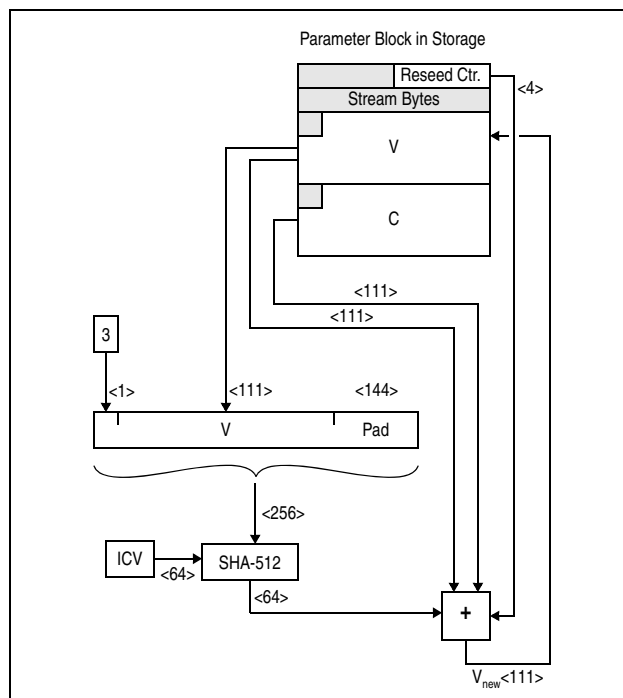 Parameter Block in Storage
Reseed Ctr.
<4>
Stream Bytes
V
C
<111>
<111>
3
<1>
<111>
<144>
V
Pad
<256>
ICV
SHA-512
<64>
<64>
+
Vnew<111>